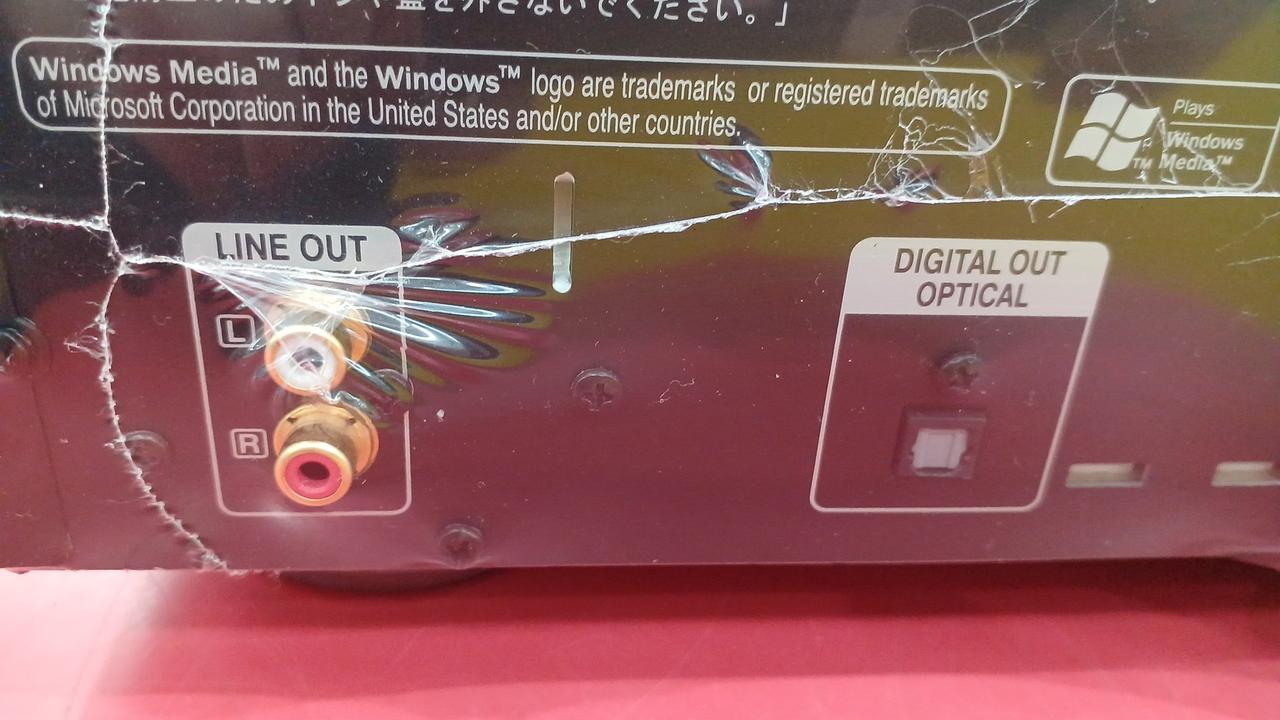 いでください。」
Windows Media™ and the Windows™ logo are trademarks or registered trademarks
of Microsoft Corporation in the United States and/or other countries.
Plays
Windows
Media™
TM
LINE OUT
L
R
DIGITAL OUT
OPTICAL